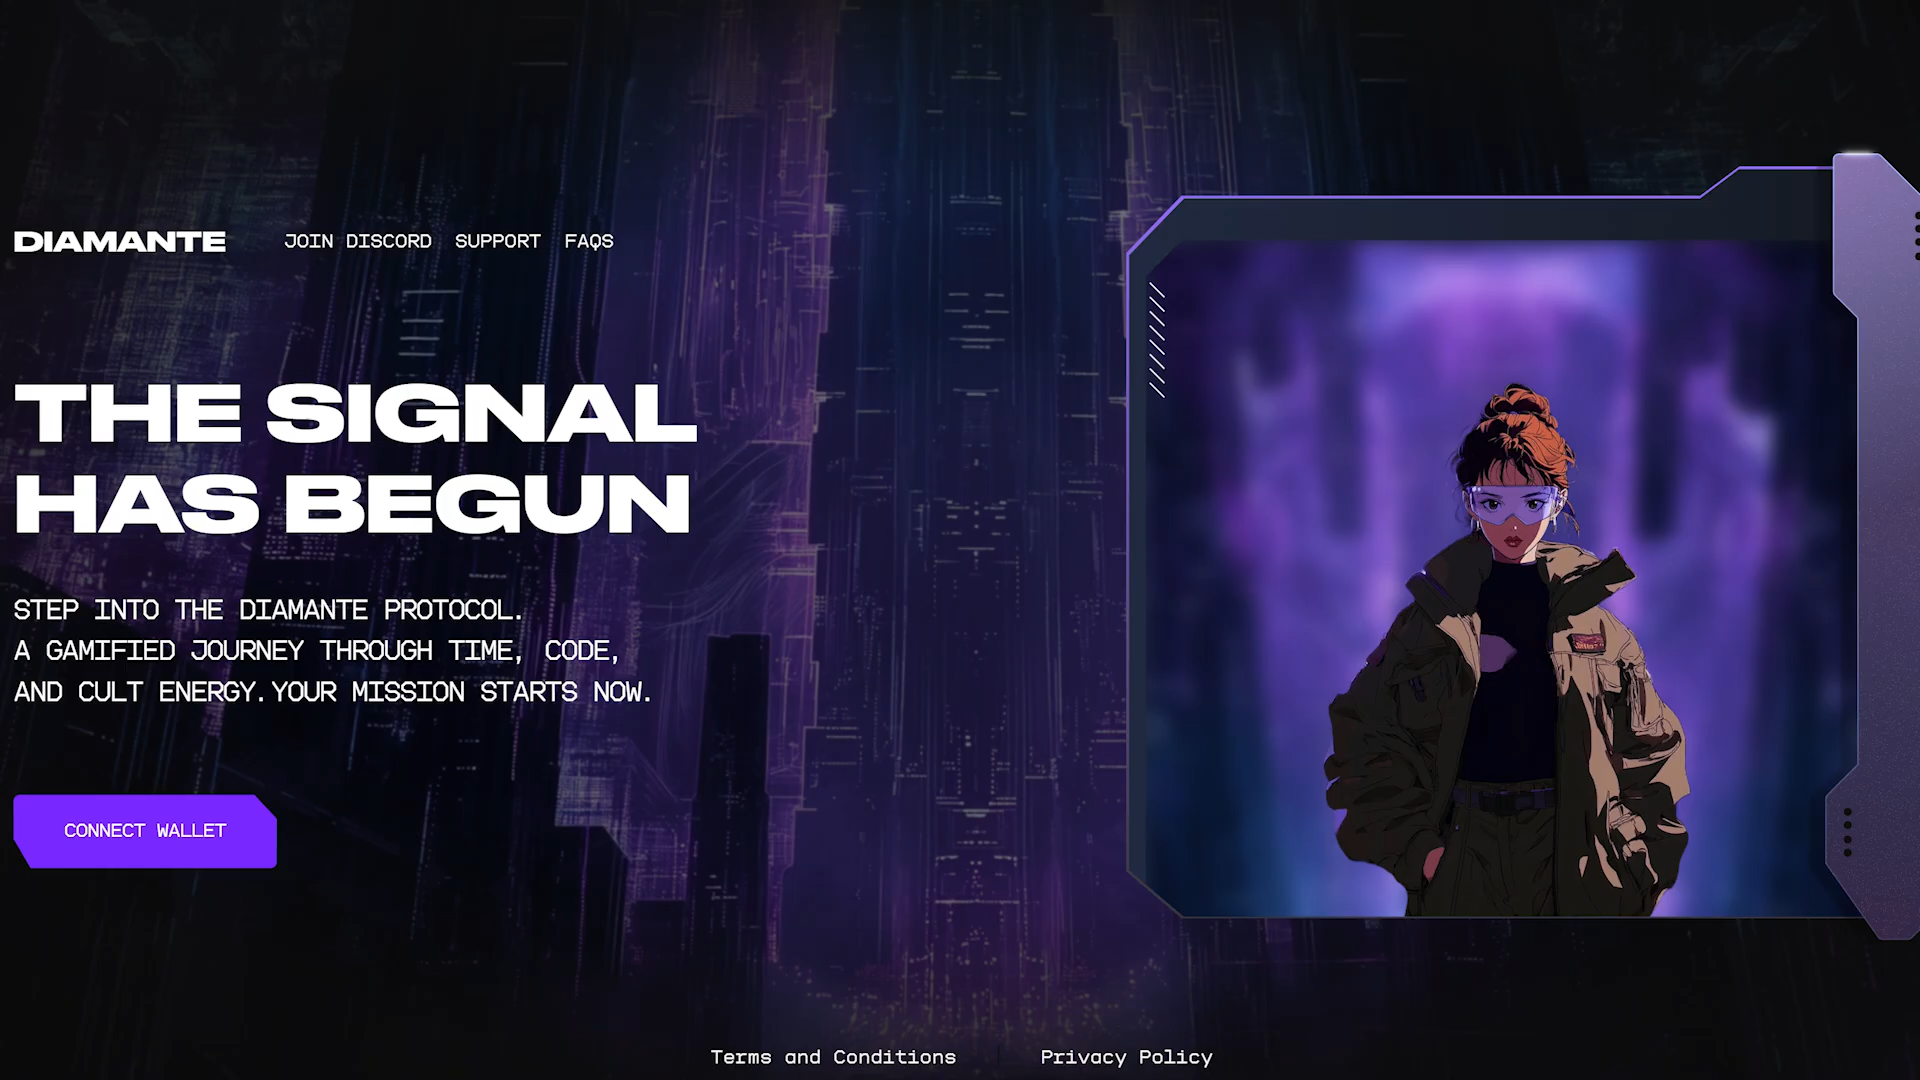 DIAMANTE
JOIN DISCORD SUPPORT FAQS
THE SIGNAL
HAS BEGUN
STEP INTO THE DIAMANTE PROTOCOL.
A GAMIFIED JOURNEY THROUGH TIME, CODE,
AND CULT ENERGY.YOUR MISSION STARTS NOW.
CONNECT WALLET
Terms and Conditions
Privacy Policy